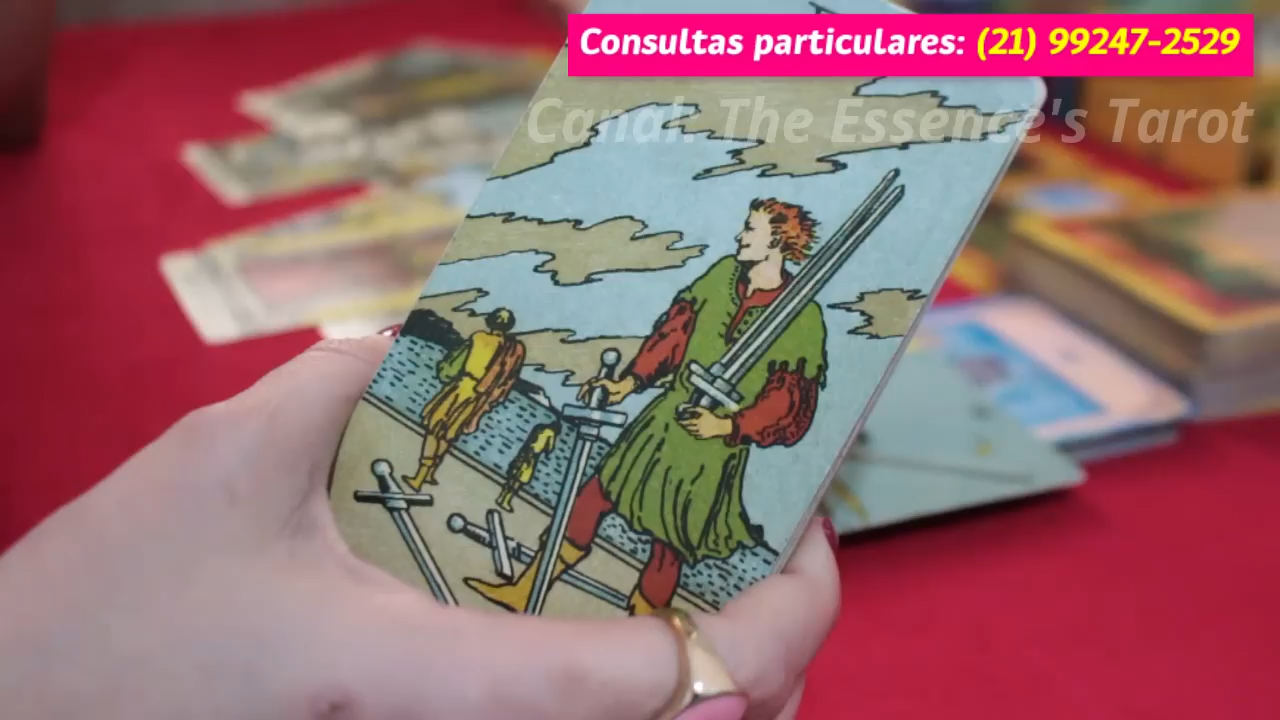 Consultas particulares: (21) 99247-2529
Canal: The Essence's Tarot